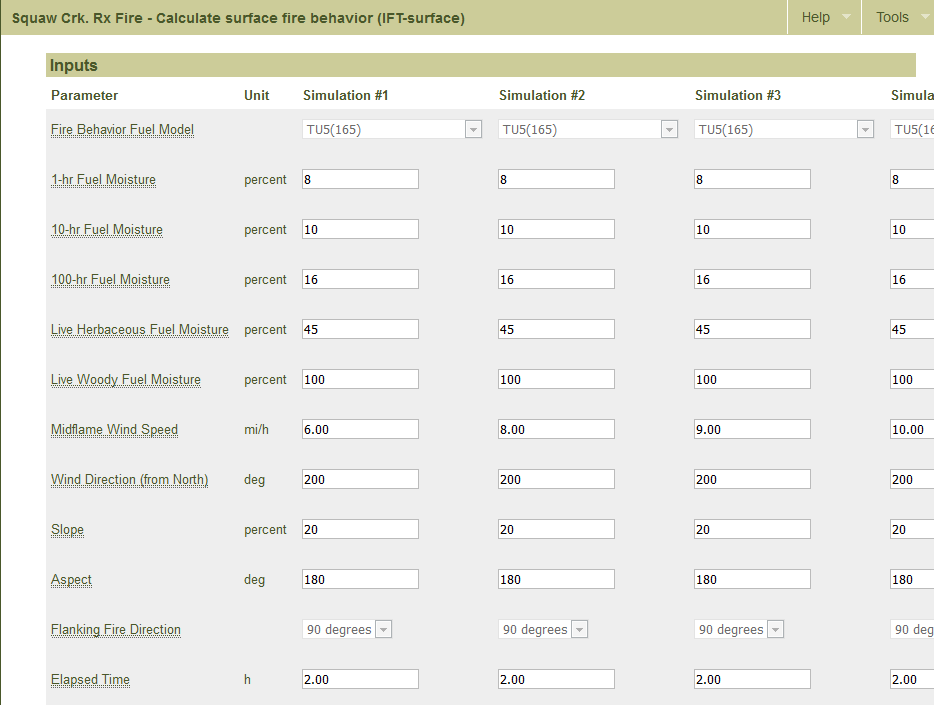 Squaw Crk. Rx Fire - Calculate surface fire behavior (IFT-surface) Help Tools
Inputs
Parameter Unit Simulation #1 Simulation #2 Simulation #3 Simula
Fire Behavior Fuel Model TU5(165) TU5(165) TU5(165) TU5(16
1-hr Fuel Moisture percent 8 8 8 8
10-hr Fuel Moisture percent 10 10 10 10
100-hr Fuel Moisture percent 16 16 16 16
Live Herbaceous Fuel Moisture percent 45 45 45 45
Live Woody Fuel Moisture percent 100 100 100 100
Midflame Wind Speed mi/h 6.00 8.00 9.00 10.00
Wind Direction (from North) deg 200 200 200 200
Slope percent 20 20 20 20
Aspect deg 180 180 180 180
Flanking Fire Direction 90 degrees 90 degrees 90 degrees 90 deg
Elapsed Time h 2.00 2.00 2.00 2.00